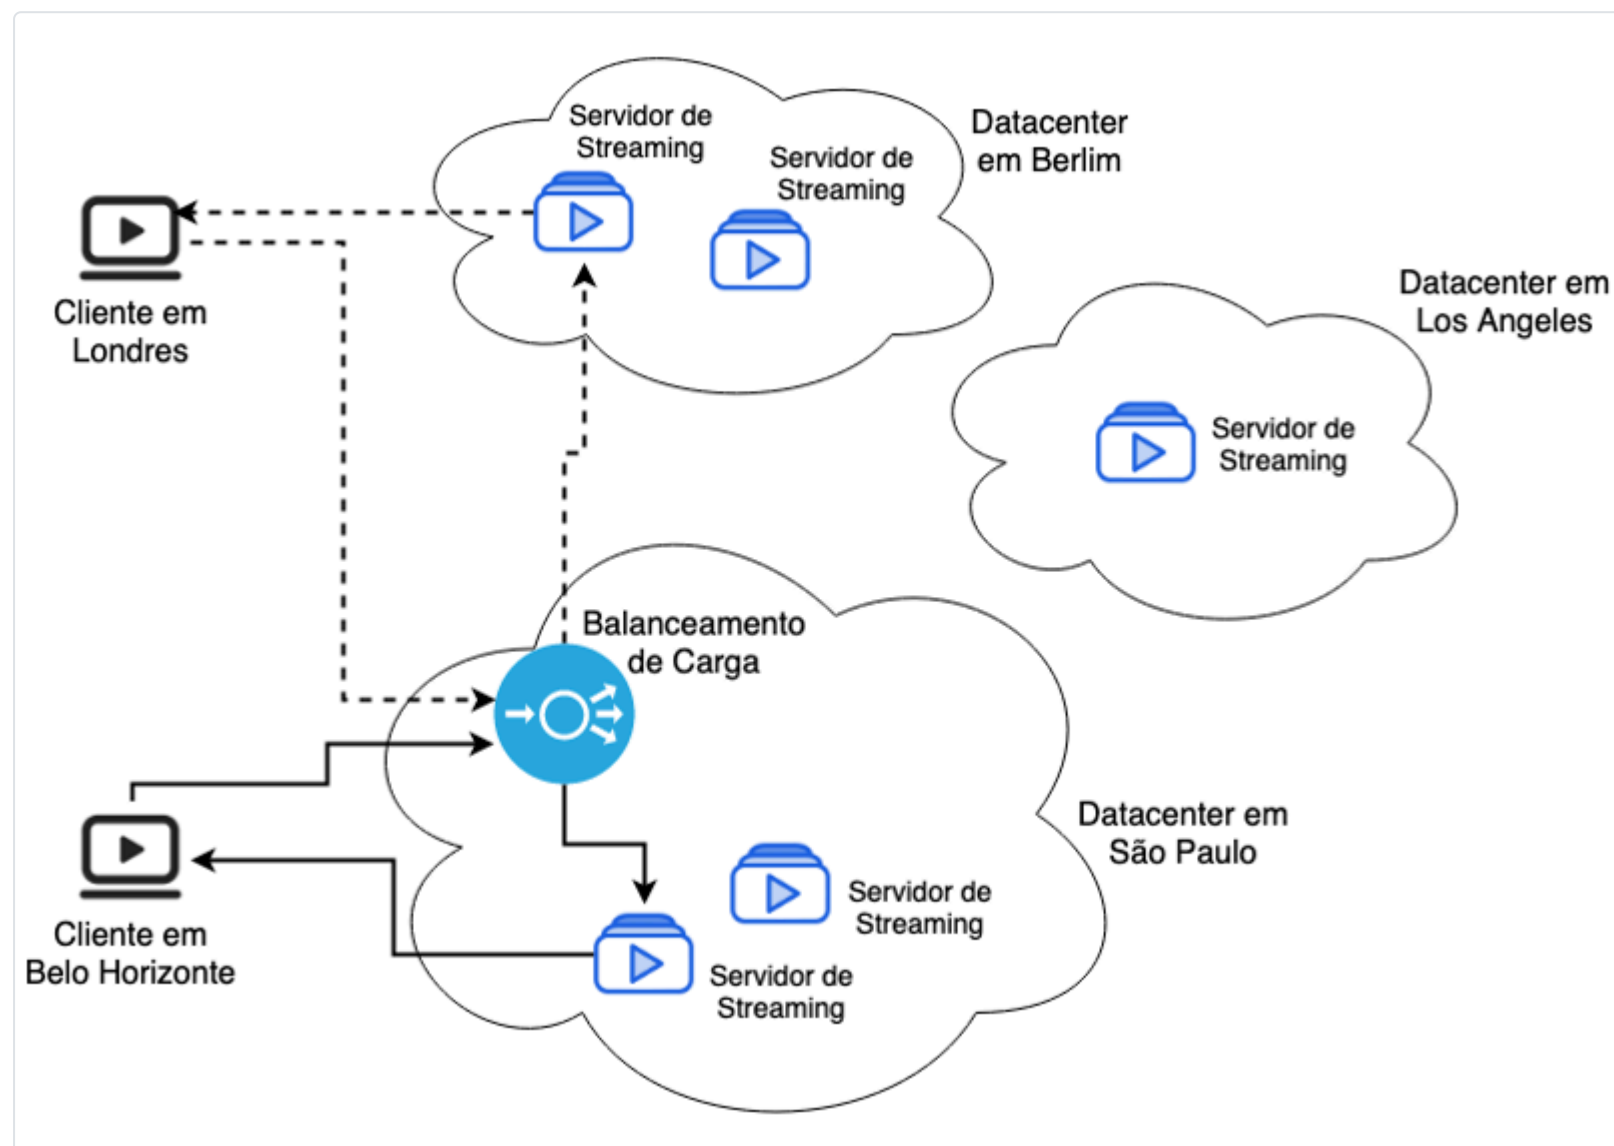 Servidor de
Streaming
Servidor de
Streaming
Datacenter
em Berlim
Cliente em
Londres
Datacenter em
Los Angeles
Servidor de
Streaming
Balanceamento
de Carga
Datacenter em
São Paulo
Servidor de
Streaming
Cliente em
Belo Horizonte
Servidor de
Streaming